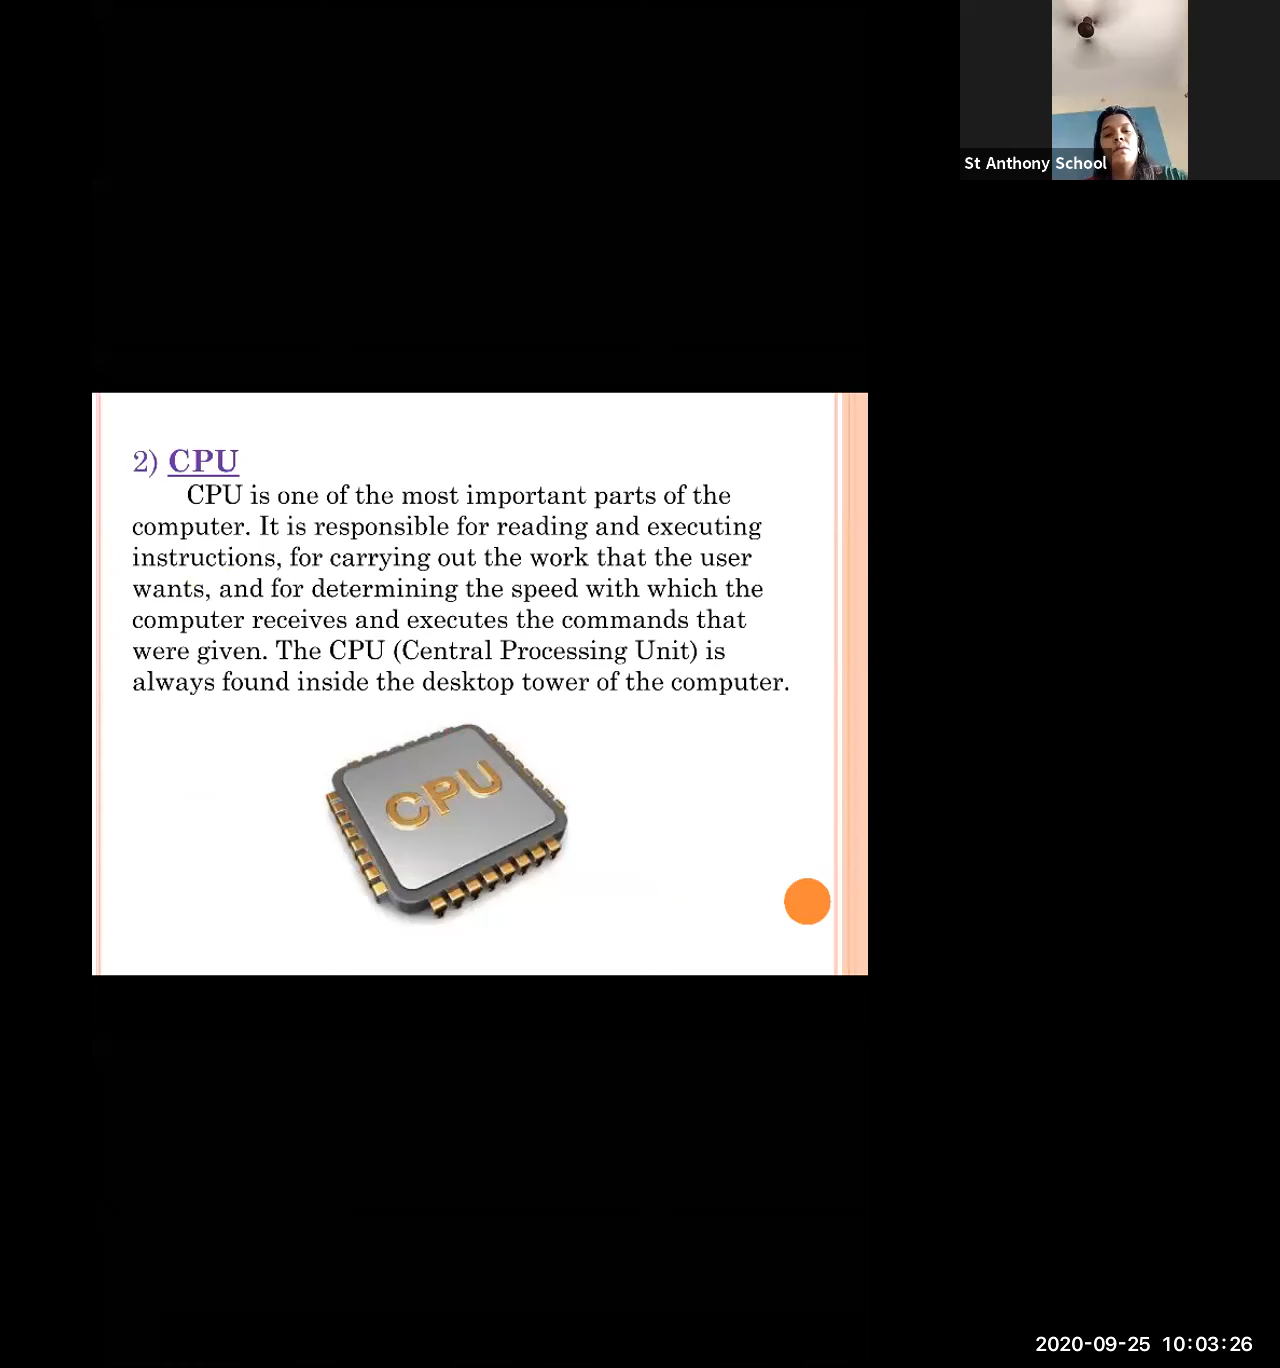 St Anthony School
2) CPU
CPU is one of the most important parts of the
computer. It is responsible for reading and executing
instructions, for carrying out the work that the user
wants, and for determining the speed with which the
computer receives and executes the commands that
were given. The CPU (Central Processing Unit) is
always found inside the desktop tower of the computer.
CPU
2020-09-25 10:03:26